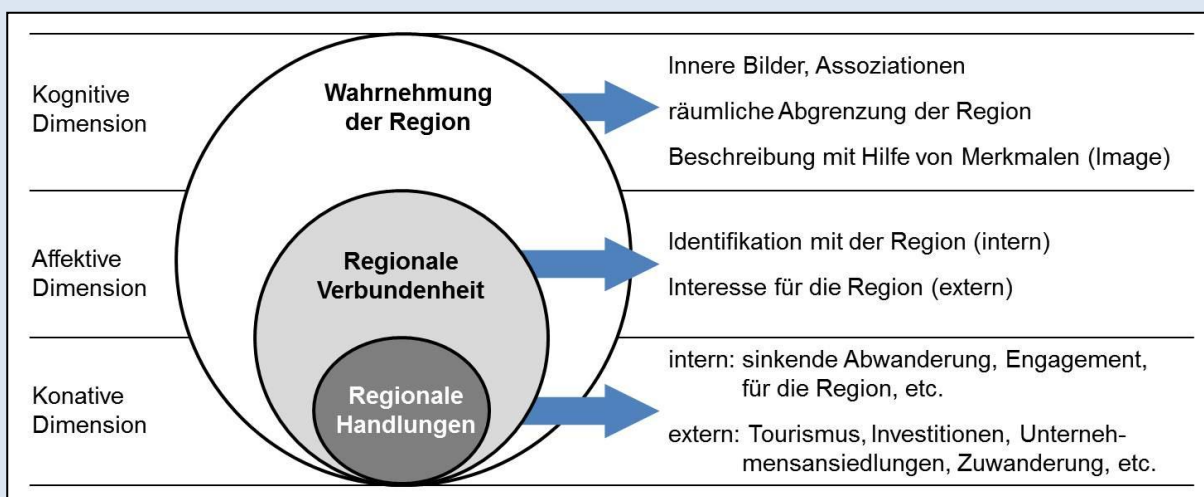 Kognitive
Dimension
Wahrnehmung
der Region
Innere Bilder, Assoziationen
räumliche Abgrenzung der Region
Beschreibung mit Hilfe von Merkmalen (Image)
Affektive
Dimension
Regionale
Verbundenheit
Identifikation mit der Region (intern)
Interesse für die Region (extern)
Konative
Dimension
Regionale
Handlungen
intern: sinkende Abwanderung, Engagement,
für die Region, etc.
extern: Tourismus, Investitionen, Unterneh-
mensansiedlungen, Zuwanderung, etc.